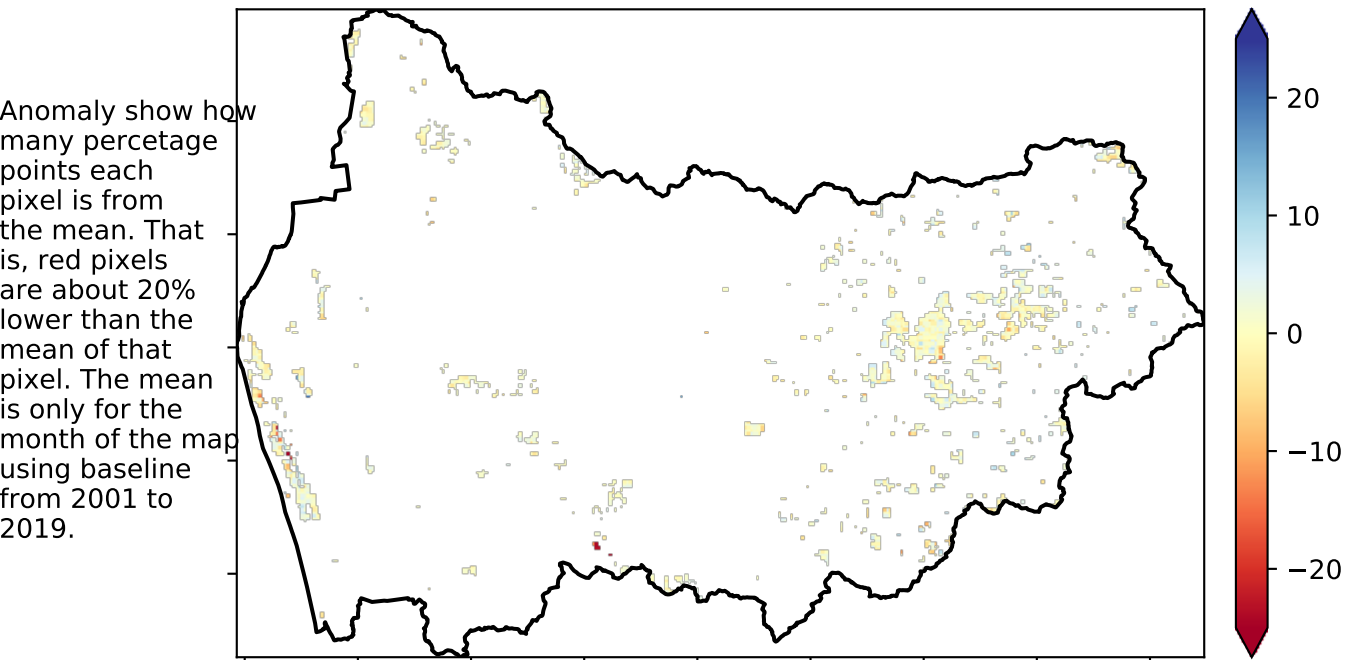 Anomaly show how
many percetage
points each
pixel is from
the mean. That
is, red pixels
are about 20%
lower than the
mean of that
pixel. The mean
is only for the
month of the map
using baseline
from 2001 to
2019.
20
10
0
−10
−20